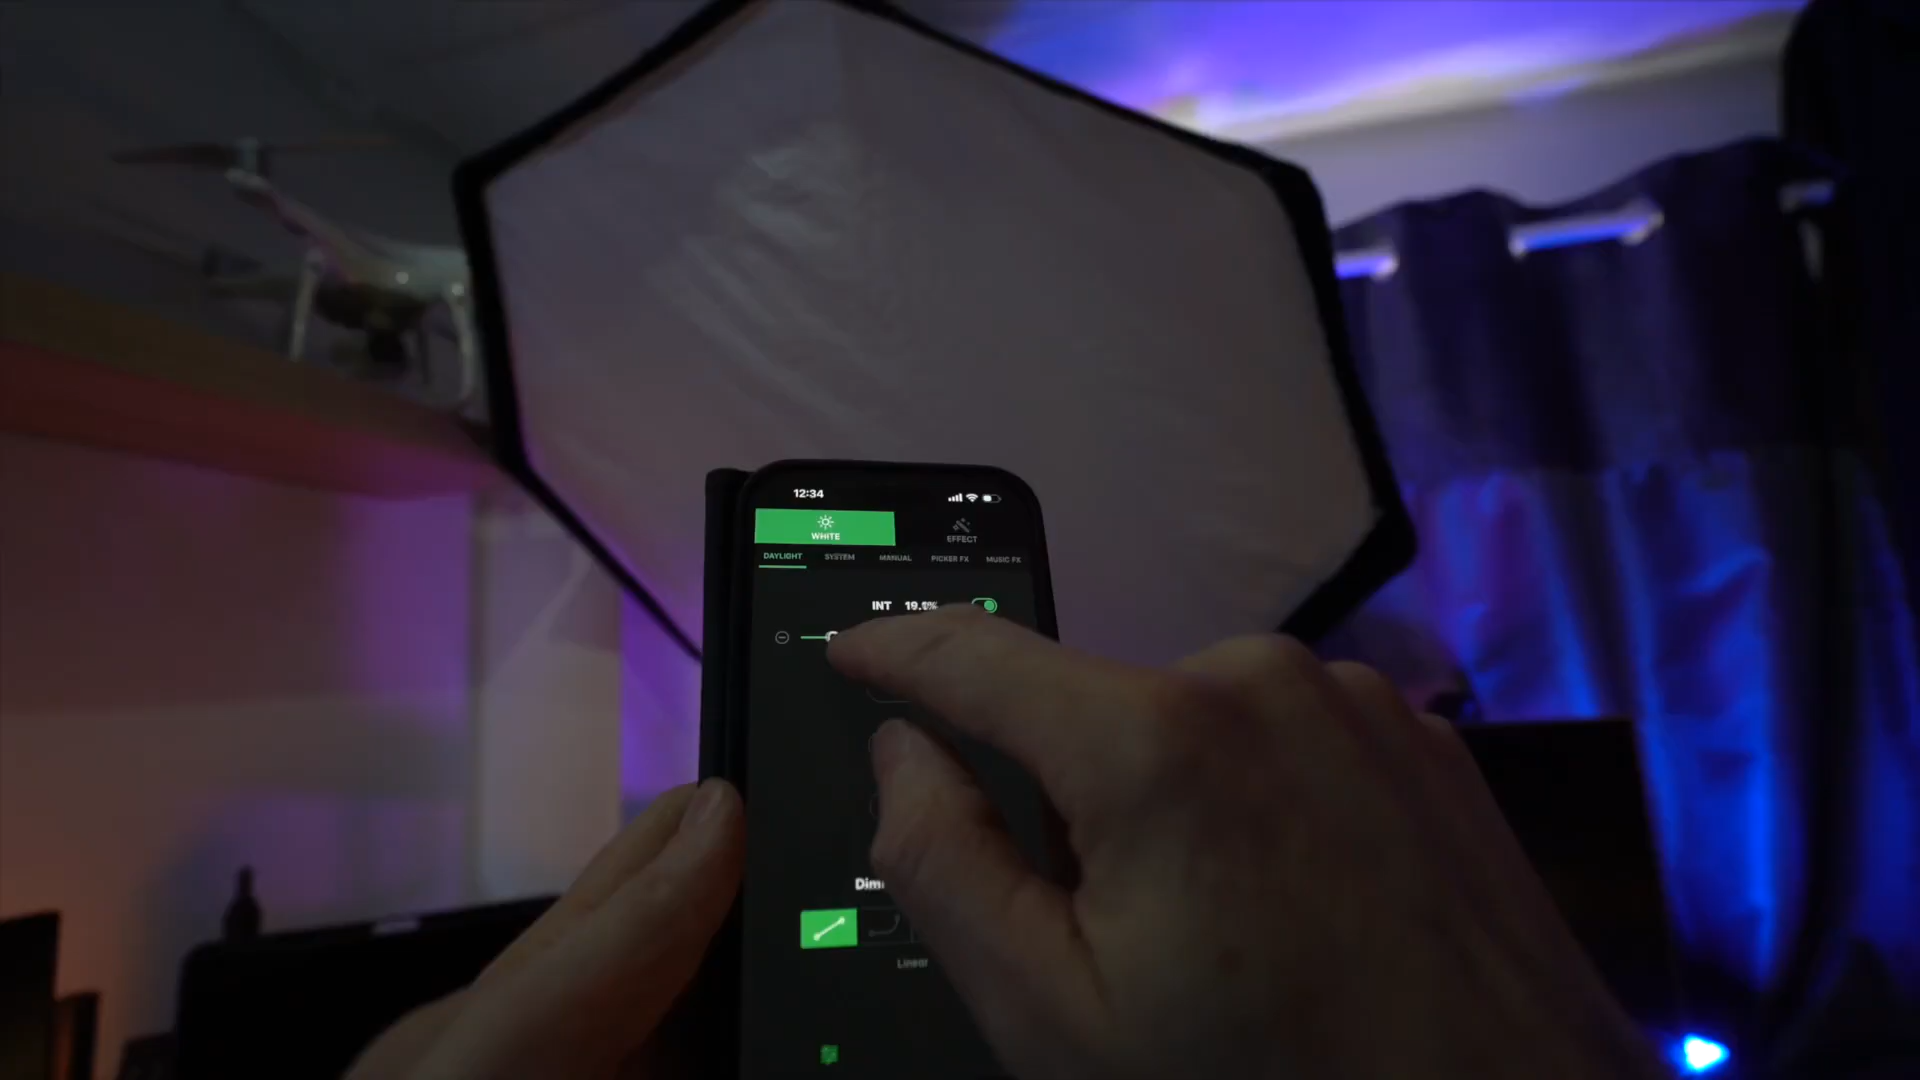 12:34
WHITE
EFFECT
DAYLIGHT SYSTEM MANUAL PICKER FX MUSIC FX
INT
Linear